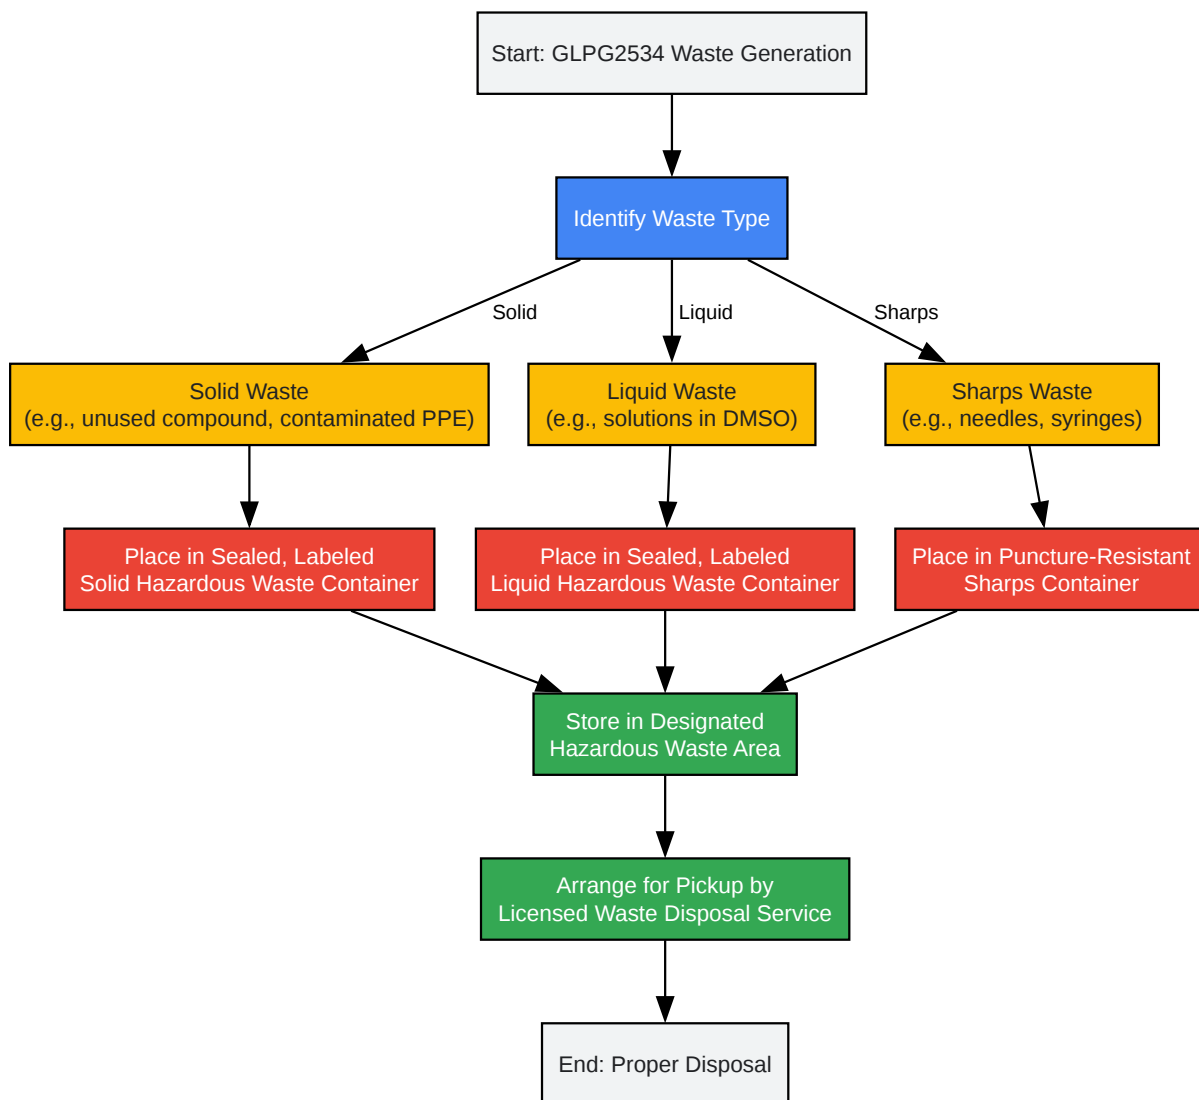 Start: GLPG2534 Waste Generation
Identify Waste Type
Solid
Liquid
Sharps
Solid Waste
(e.g., unused compound, contaminated PPE)
Liquid Waste
(e.g., solutions in DMSO)
Sharps Waste
(e.g., needles, syringes)
Place in Sealed, Labeled
Solid Hazardous Waste Container
Place in Sealed, Labeled
Liquid Hazardous Waste Container
Place in Puncture-Resistant
Sharps Container
Store in Designated
Hazardous Waste Area
Arrange for Pickup by
Licensed Waste Disposal Service
End: Proper Disposal